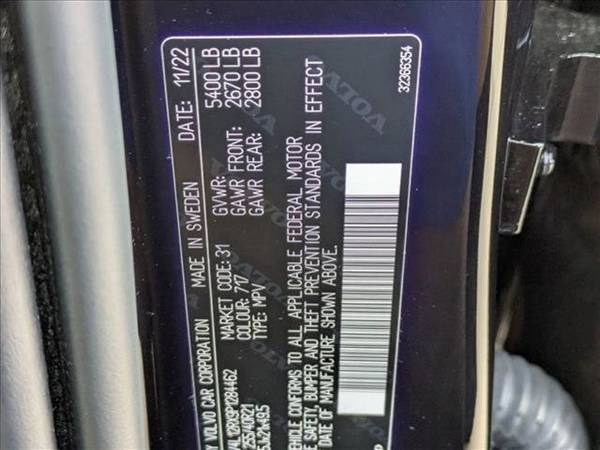 Y VOLVO CAR CORPORATION MADE IN SWEDEN DATE: 11/22
MARKET CODE: 31 GVWR: 5400 LB
COLOUR: 717 GAWR FRONT: 2670 LB
TYPE: MPV GAWR REAR: 2800 LB
VEHICLE CONFORMS TO ALL APPLICABLE FEDERAL MOTOR
SAFETY, BUMPER AND THEFT PREVENTION STANDARDS IN EFFECT
DATE OF MANUFACTURE SHOWN ABOVE.
32366354
VOLVO